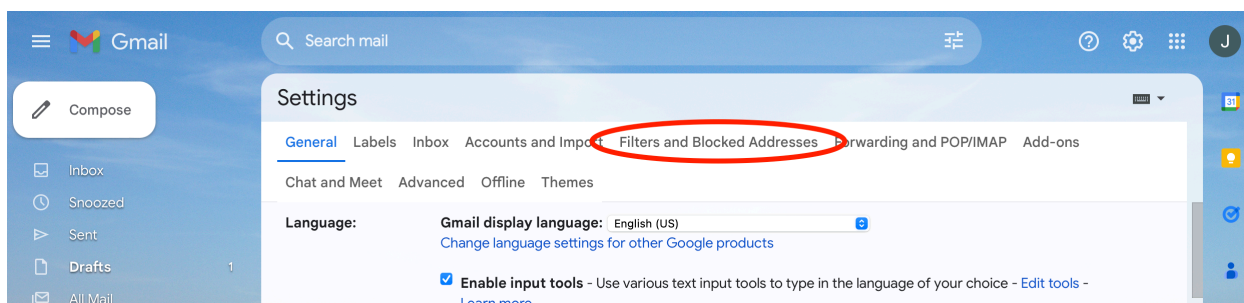 Gmail
Search mail
J
Compose
Settings
31
General Labels Inbox Accounts and Import Filters and Blocked Addresses Forwarding and POP/IMAP Add-ons
Chat and Meet Advanced Offline Themes
Inbox
Snoozed
Sent
Drafts 1
All Mail
Language: Gmail display language: English (US)
Change language settings for other Google products
Enable input tools - Use various text input tools to type in the language of your choice - Edit tools -
Learn more